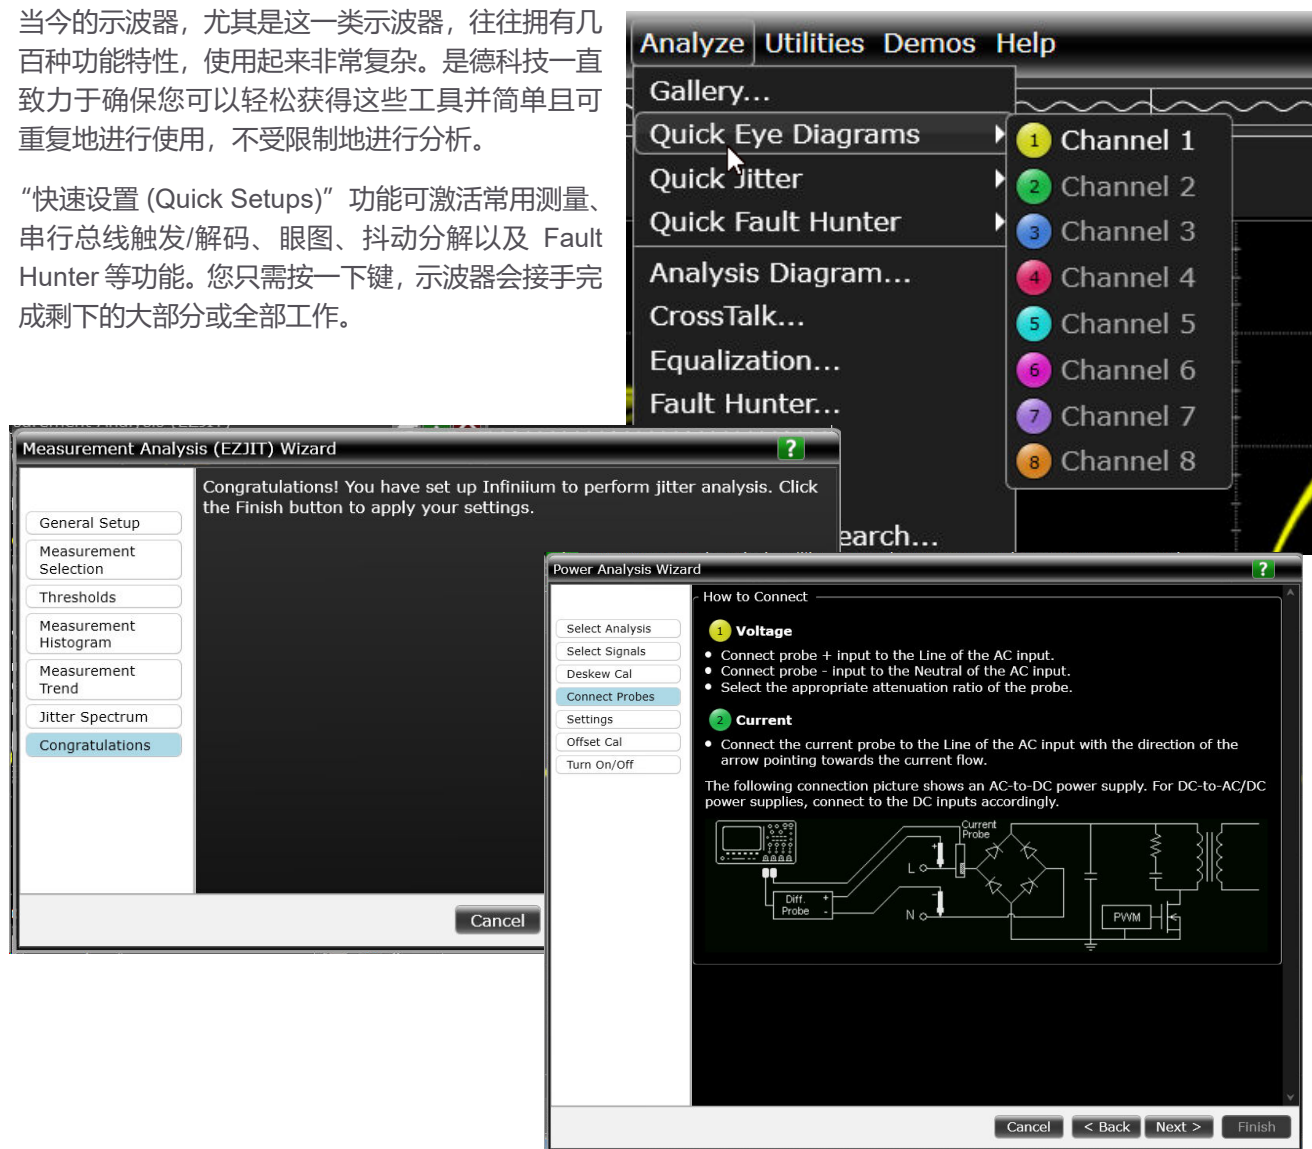 当今的示波器，尤其是这一类示波器，往往拥有几
百种功能特性，使用起来非常复杂。是德科技一直
致力于确保您可以轻松获得这些工具并简单且可
重复地进行使用，不受限制地进行分析。
“快速设置 (Quick Setups)”功能可激活常用测量、
串行总线触发/解码、眼图、抖动分解以及 Fault
Hunter 等功能。您只需按一下键，示波器会接手完
成剩下的大部分或全部工作。
Analyze Utilities Demos Help
Gallery...
Quick Eye Diagrams
Quick Jitter
Quick Fault Hunter
Analysis Diagram...
CrossTalk...
Equalization...
Fault Hunter...
earch...
1 Channel 1
2 Channel 2
3 Channel 3
4 Channel 4
5 Channel 5
6 Channel 6
7 Channel 7
8 Channel 8
Measurement Analysis (EZJIT) Wizard ?
General Setup
Measurement
Selection
Thresholds
Measurement
Histogram
Measurement
Trend
Jitter Spectrum
Congratulations
Congratulations! You have set up Infiniium to perform jitter analysis. Click
the Finish button to apply your settings.
Cancel
Power Analysis Wizard ?
Select Analysis
Select Signals
Deskew Cal
Connect Probes
Settings
Offset Cal
Turn On/Off
How to Connect
1 Voltage
• Connect probe + input to the Line of the AC input.
• Connect probe - input to the Neutral of the AC input.
• Select the appropriate attenuation ratio of the probe.
2 Current
• Connect the current probe to the Line of the AC input with the direction of the
arrow pointing towards the current flow.
The following connection picture shows an AC-to-DC power supply. For DC-to-AC/DC
power supplies, connect to the DC inputs accordingly.
Current
Probe
+
L
Diff. +
Probe -
-
N
PWM
Cancel < Back Next > Finish